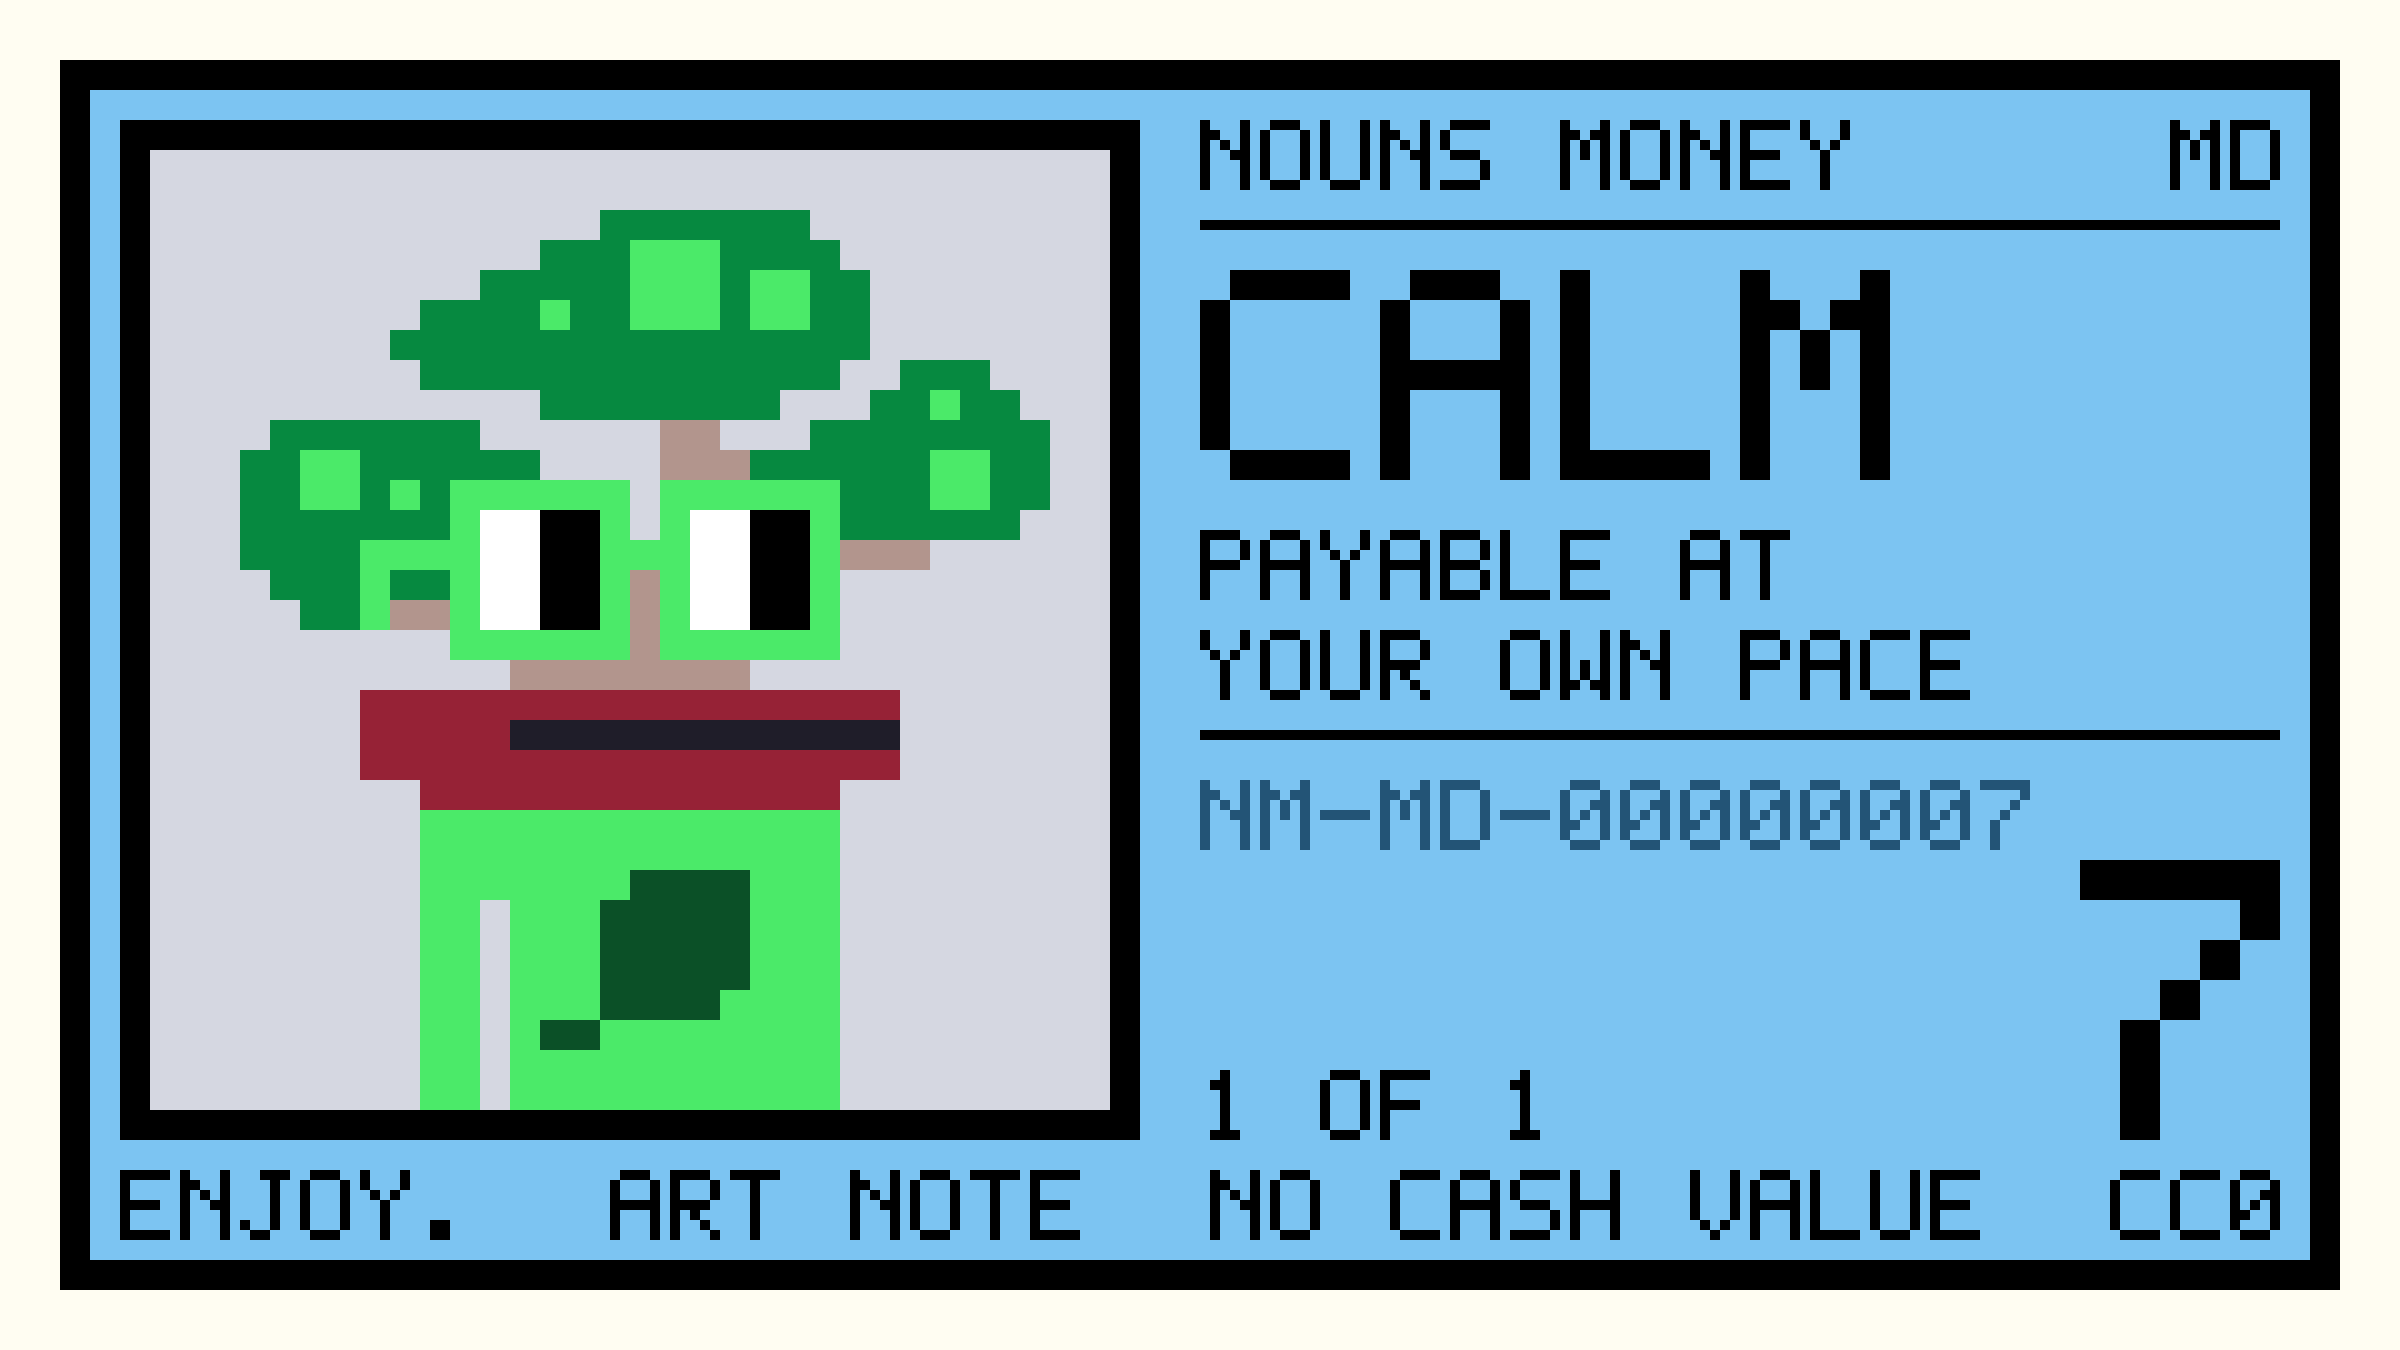 NOUNS MONEY MD
CALM
PAYABLE AT
YOUR OWN PACE
NM-MD-00000007
7
1 OF 1
ENJOY. ART NOTE NO CASH VALUE CC0